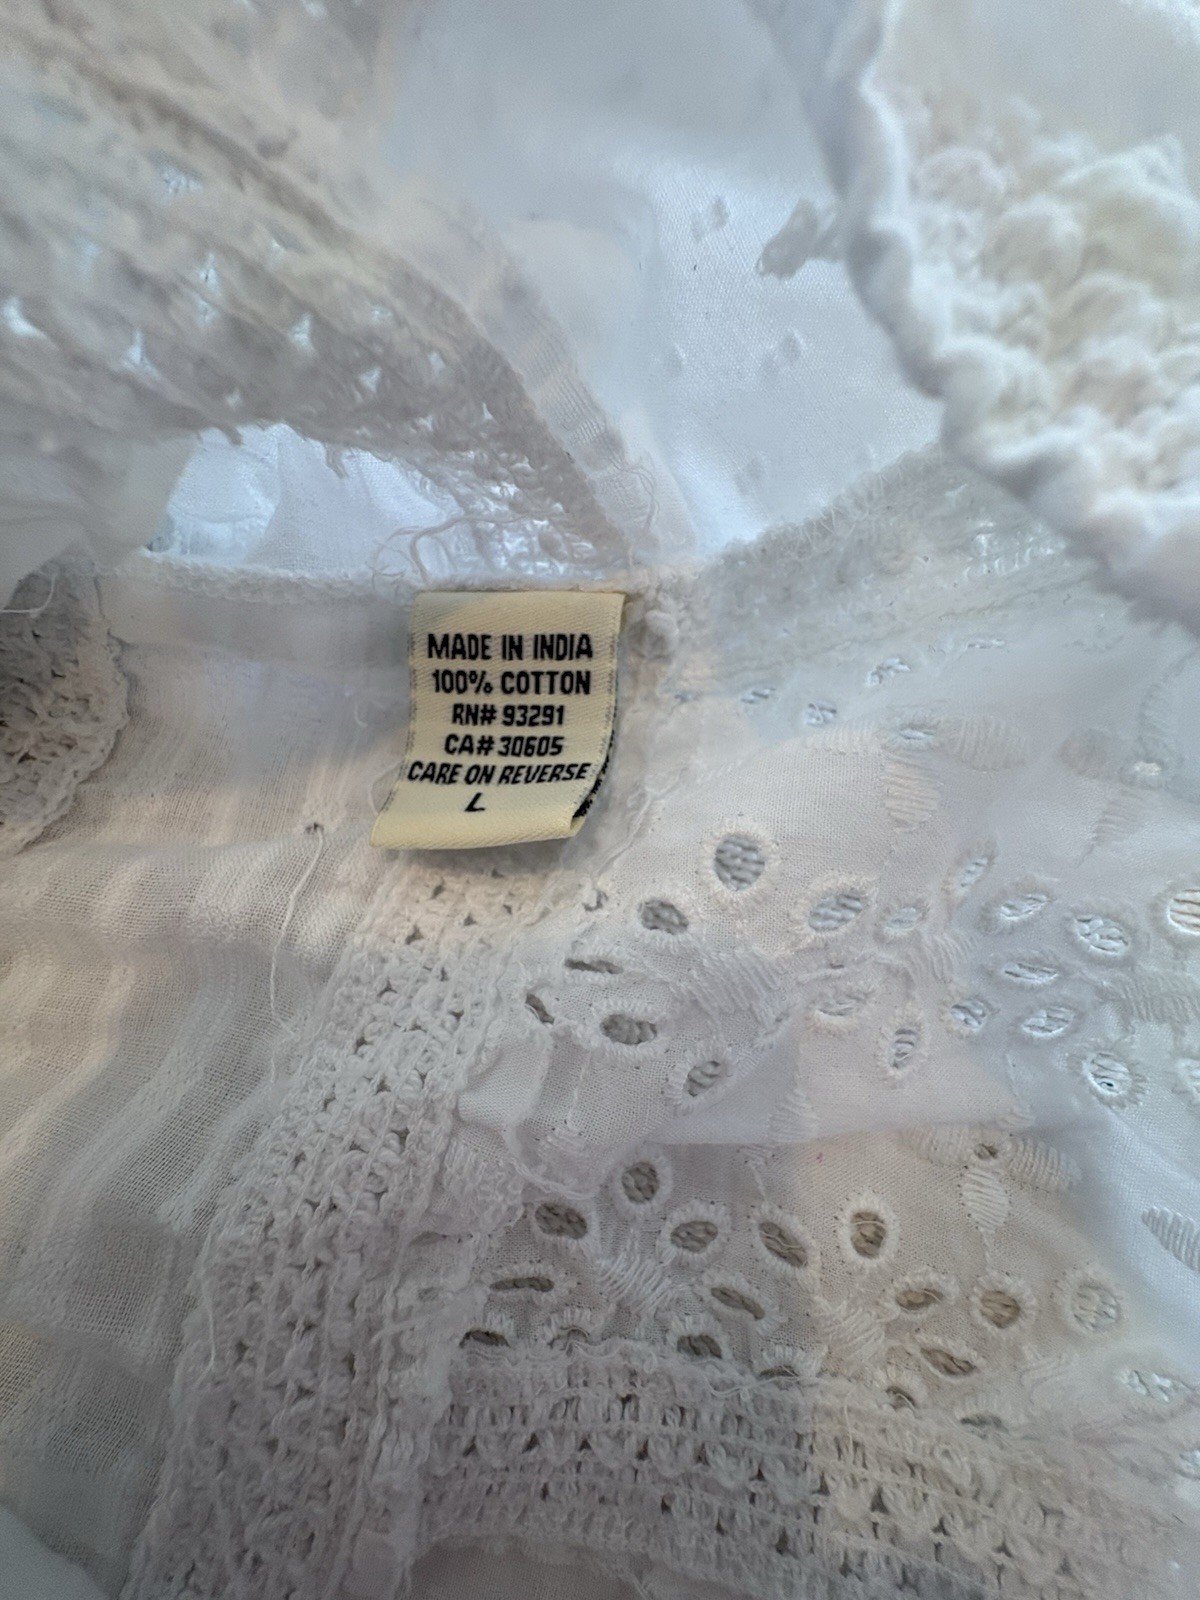 MADE IN INDIA
100% COTTON
RN# 93291
CA# 30605
CARE ON REVERSE
L